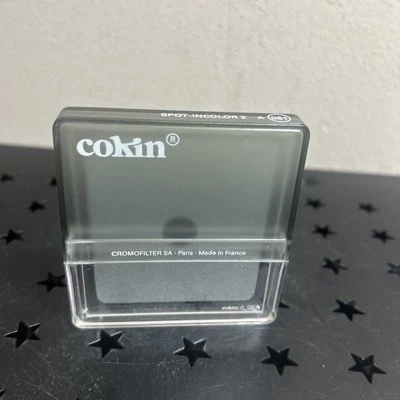 SPOT-INCOLOR 2 A 061
cokin®
CROMOFILTER SA - Paris - Made in France